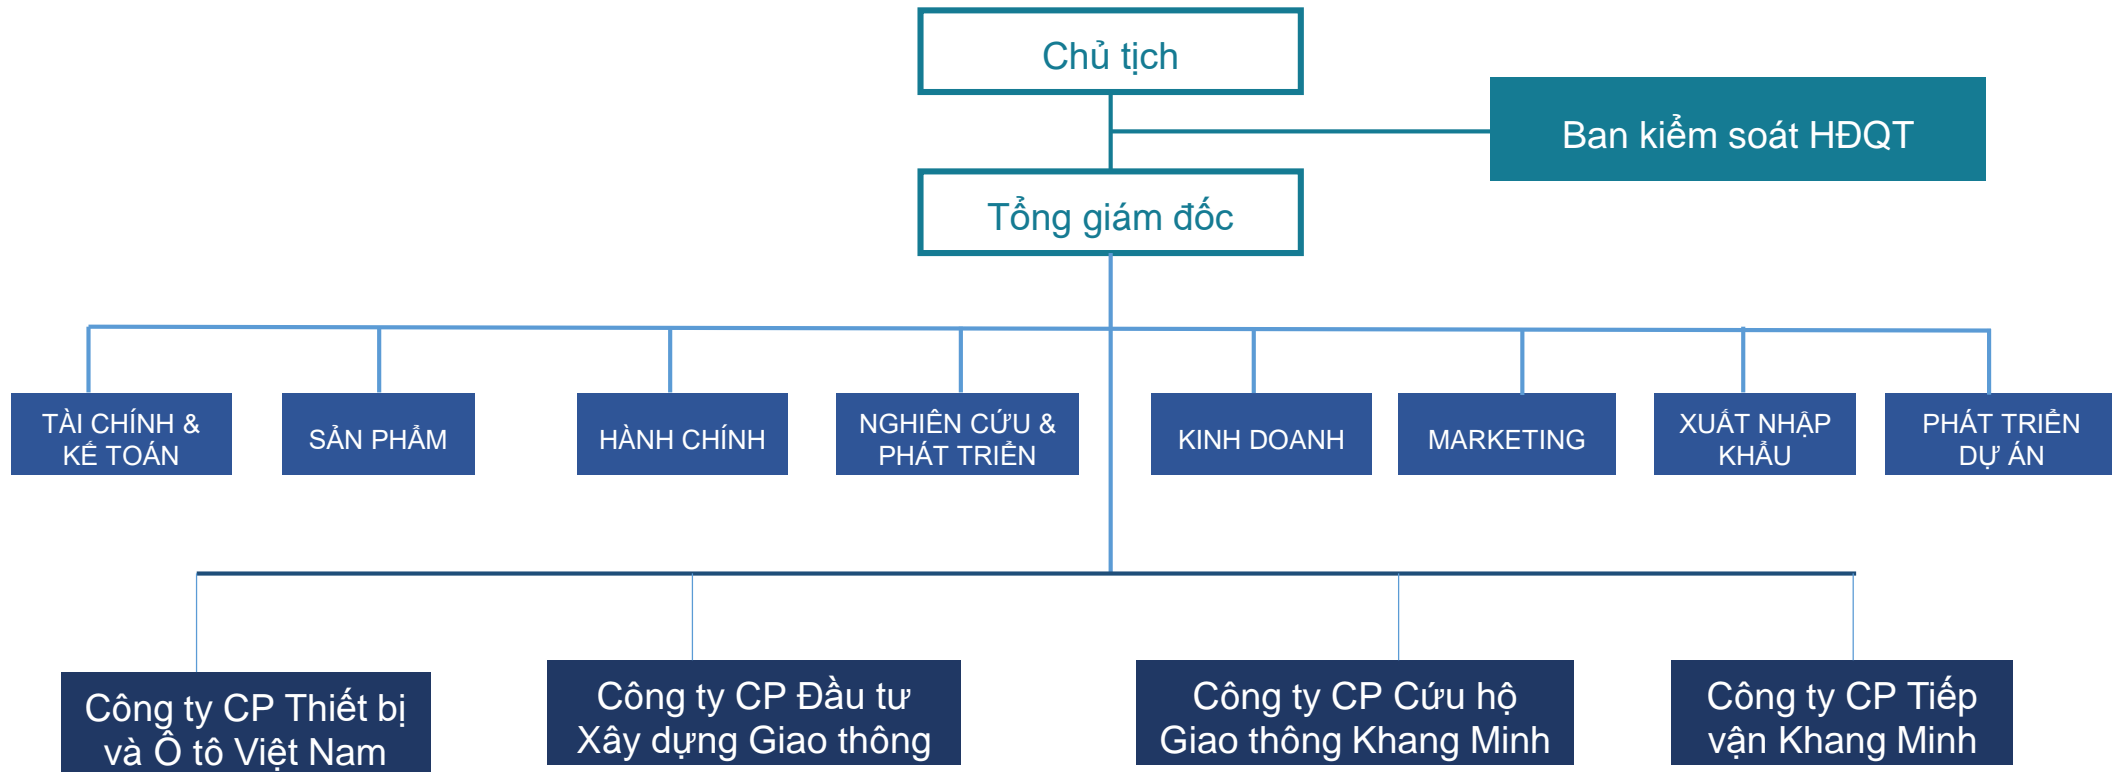 Chủ tịch
Ban kiểm soát HĐQT
Tổng giám đốc
TÀI CHÍNH &
KẾ TOÁN
SẢN PHẨM
HÀNH CHÍNH
NGHIÊN CỨU &
PHÁT TRIỂN
KINH DOANH
MARKETING
XUẤT NHẬP
KHẨU
PHÁT TRIỂN
DỰ ÁN
Công ty CP Thiết bị
và Ô tô Việt Nam
Công ty CP Đầu tư
Xây dựng Giao thông
Công ty CP Cứu hộ
Giao thông Khang Minh
Công ty CP Tiếp
vận Khang Minh